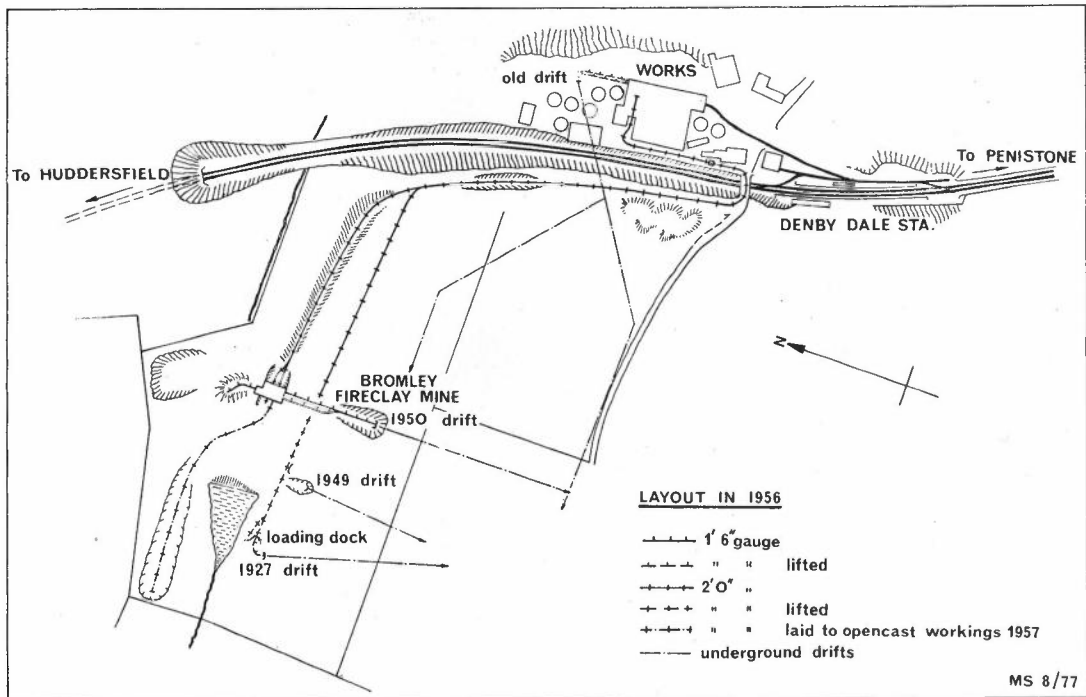 old drift
WORKS
To HUDDERSFIELD
To PENISTONE
DENBY DALE STA.
N
BROMLEY
FIRECLAY MINE
1950 drift
1949 drift
loading dock
1927 drift
LAYOUT IN 1956
1' 6" gauge
" " lifted
2' 0" "
" " lifted
" " laid to opencast workings 1957
underground drifts
MS 8/77